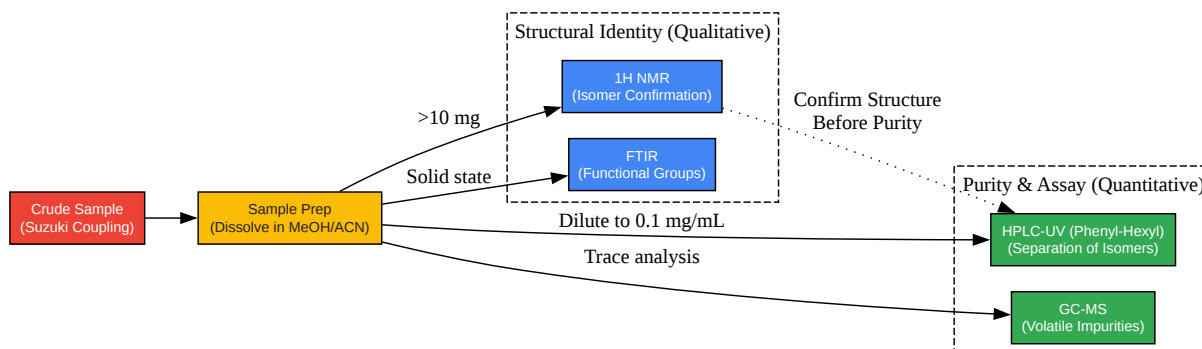 Structural Identity (Qualitative)
1H NMR
(Isomer Confirmation)
>10 mg
Confirm Structure
Before Purity
FTIR
(Functional Groups)
Solid state
Purity & Assay (Quantitative)
Crude Sample
(Suzuki Coupling)
Sample Prep
(Dissolve in MeOH/ACN)
Dilute to 0.1 mg/mL
HPLC-UV (Phenyl-Hexyl)
(Separation of Isomers)
Trace analysis
GC-MS
(Volatile Impurities)